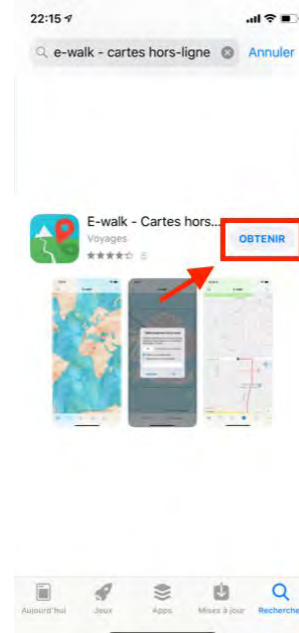 22:15
e-walk - cartes hors-ligne
Annuler
E-walk - Cartes hors...
Voyages
OBTENIR
Aujourd'hui
Jeux
Apps
Mises à jour
Recherche